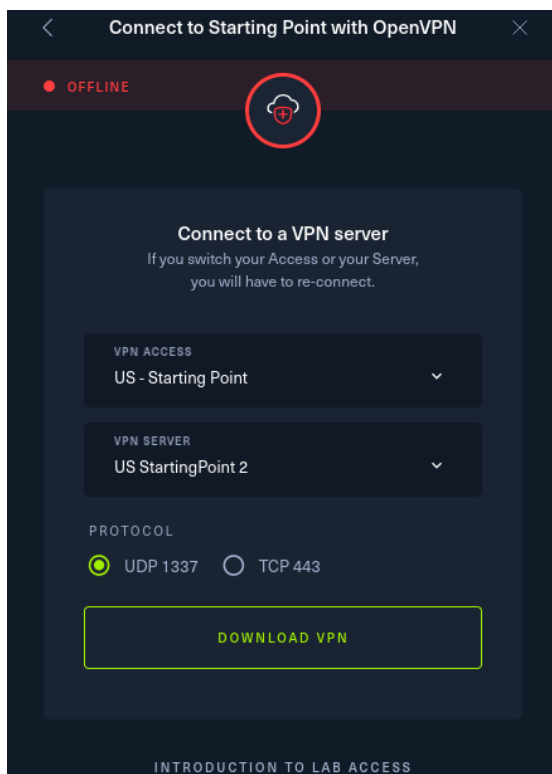 Connect to Starting Point with OpenVPN
OFFLINE
Connect to a VPN server
If you switch your Access or your Server,
you will have to re-connect.
VPN ACCESS
US - Starting Point
VPN SERVER
US StartingPoint 2
PROTOCOL
UDP 1337 TCP 443
DOWNLOAD VPN
INTRODUCTION TO LAB ACCESS